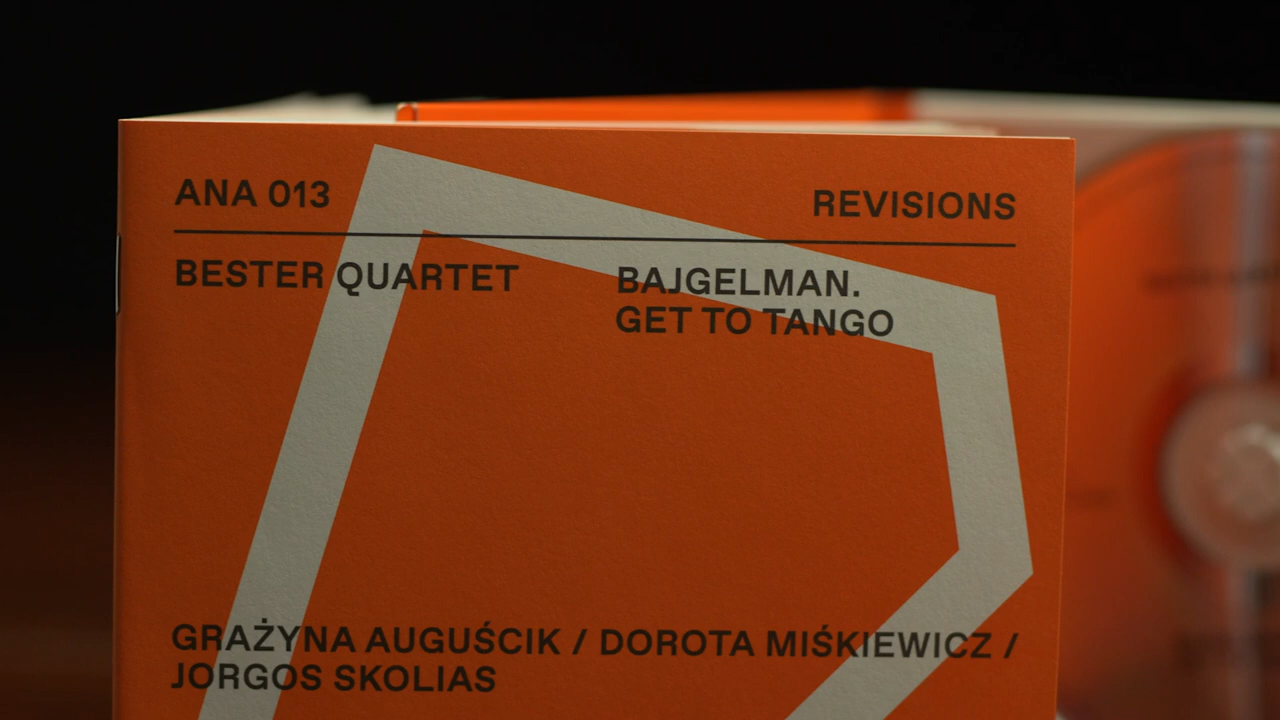 ANA 013 REVISIONS
BESTER QUARTET
BAJGELMAN.
GET TO TANGO
GRAŻYNA AUGUŚCIK / DOROTA MIŚKIEWICZ /
JORGOS SKOLIAS